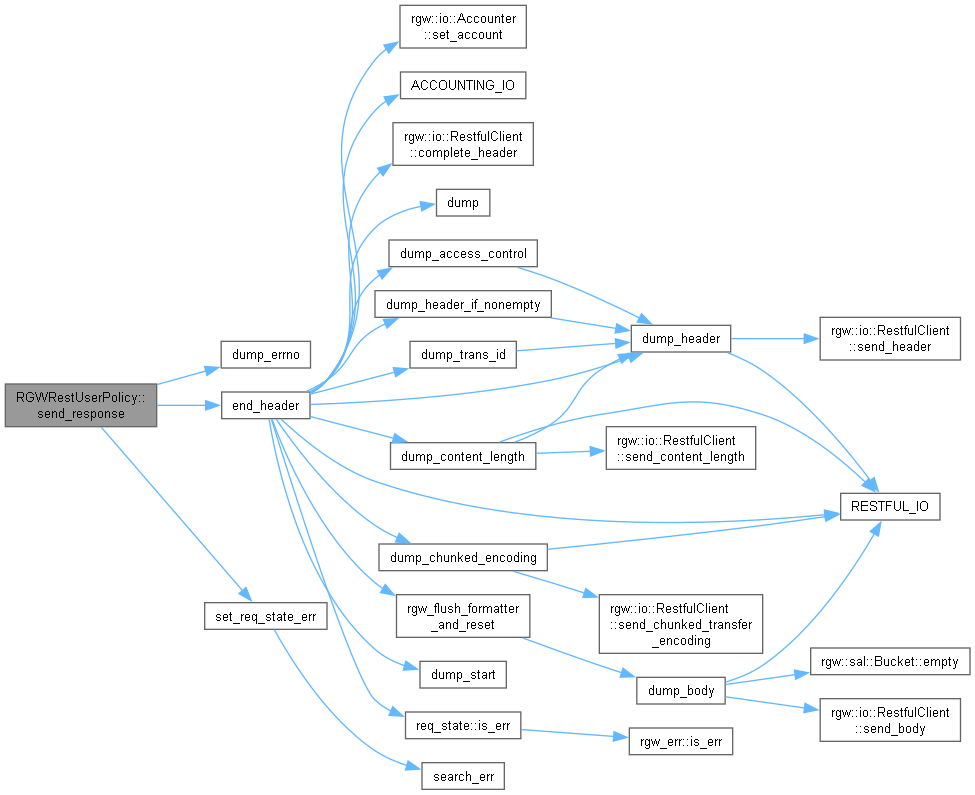 rgw::io::Accounter
::set_account
ACCOUNTING_IO
rgw::io::RestfulClient
::complete_header
dump
dump_access_control
dump_header_if_nonempty
dump_header
rgw::io::RestfulClient
::send_header
dump_errno
dump_trans_id
RGWRestUserPolicy::
send_response
end_header
dump_content_length
rgw::io::RestfulClient
::send_content_length
RESTFUL_IO
dump_chunked_encoding
set_req_state_err
rgw_flush_formatter
_and_reset
rgw::io::RestfulClient
::send_chunked_transfer
_encoding
dump_start
dump_body
rgw::sal::Bucket::empty
rgw::io::RestfulClient
::send_body
req_state::is_err
rgw_err::is_err
search_err